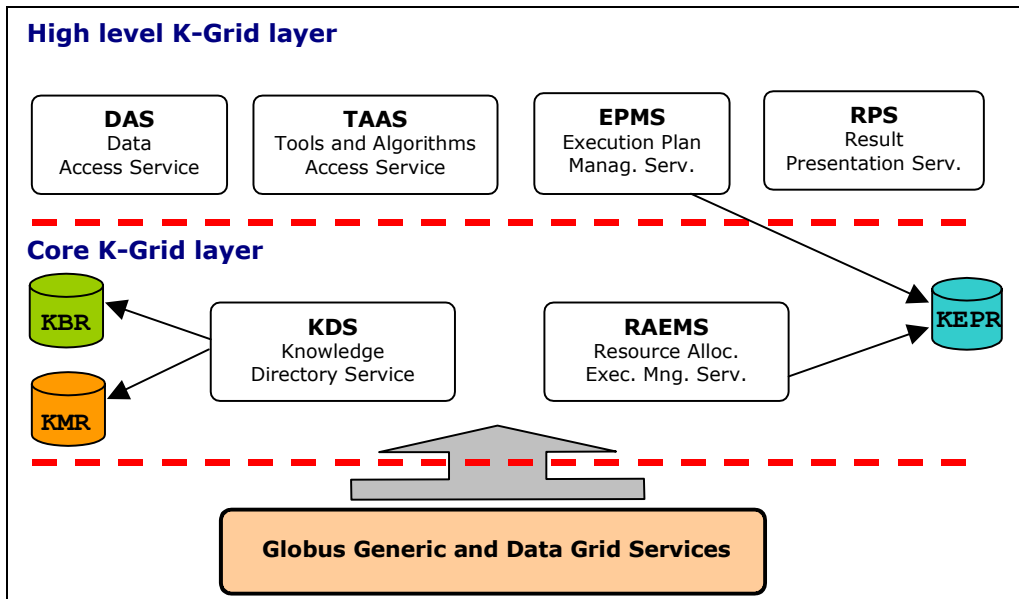 High level K-Grid layer
DAS
Data
Access Service
TAAS
Tools and Algorithms
Access Service
EPMS
Execution Plan
Manag. Serv.
RPS
Result
Presentation Serv.
Core K-Grid layer
KBR
KMR
KDS
Knowledge
Directory Service
RAEMS
Resource Alloc.
Exec. Mng. Serv.
KEPR
Globus Generic and Data Grid Services